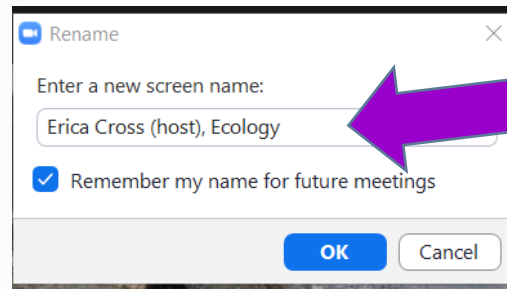 Rename
Enter a new screen name:
Erica Cross (host), Ecology
Remember my name for future meetings
OK Cancel